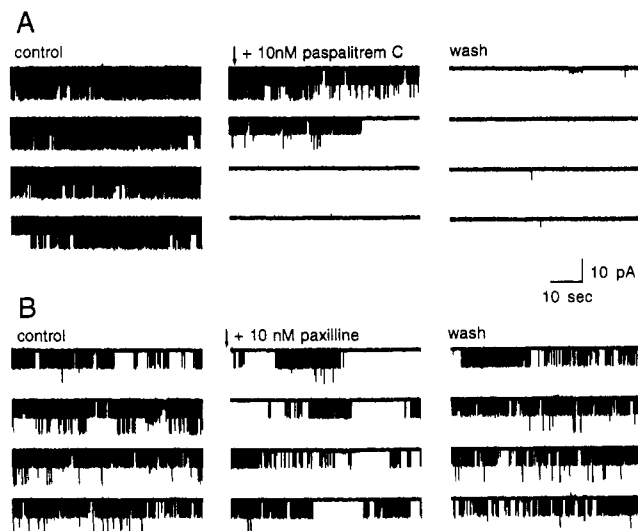 A
control
+ 10nM paspalitrem C
wash
10 pA
10 sec
B
control
+ 10 nM paxilline
wash